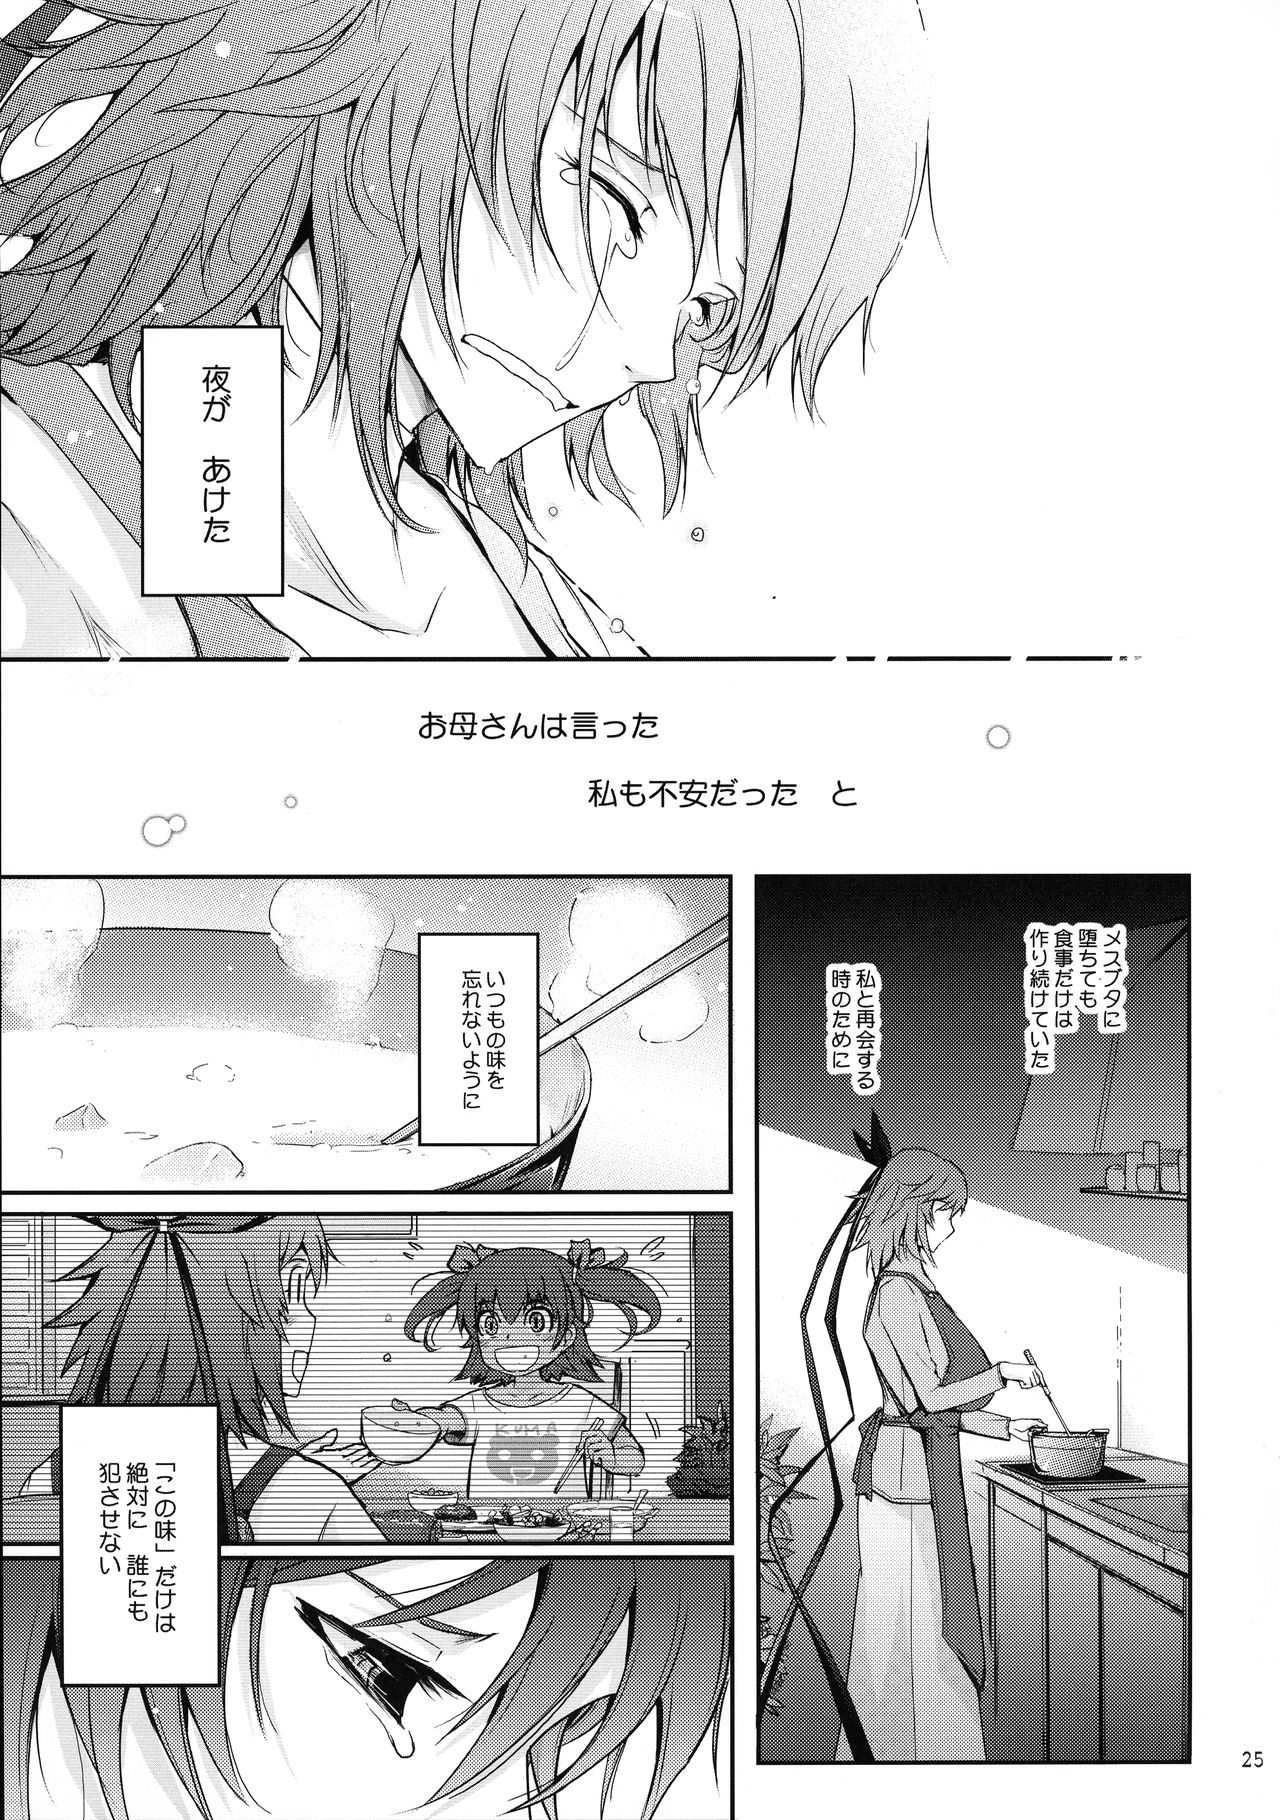 夜が　あけた
お母さんは言った
私も不安だった　と
メスブタに
堕ちても
食事だけは
作り続けていた
私と再会する
時のために
いつもの味を
忘れないように
KUMA
「この味」だけは
絶対に　誰にも
犯させない
25